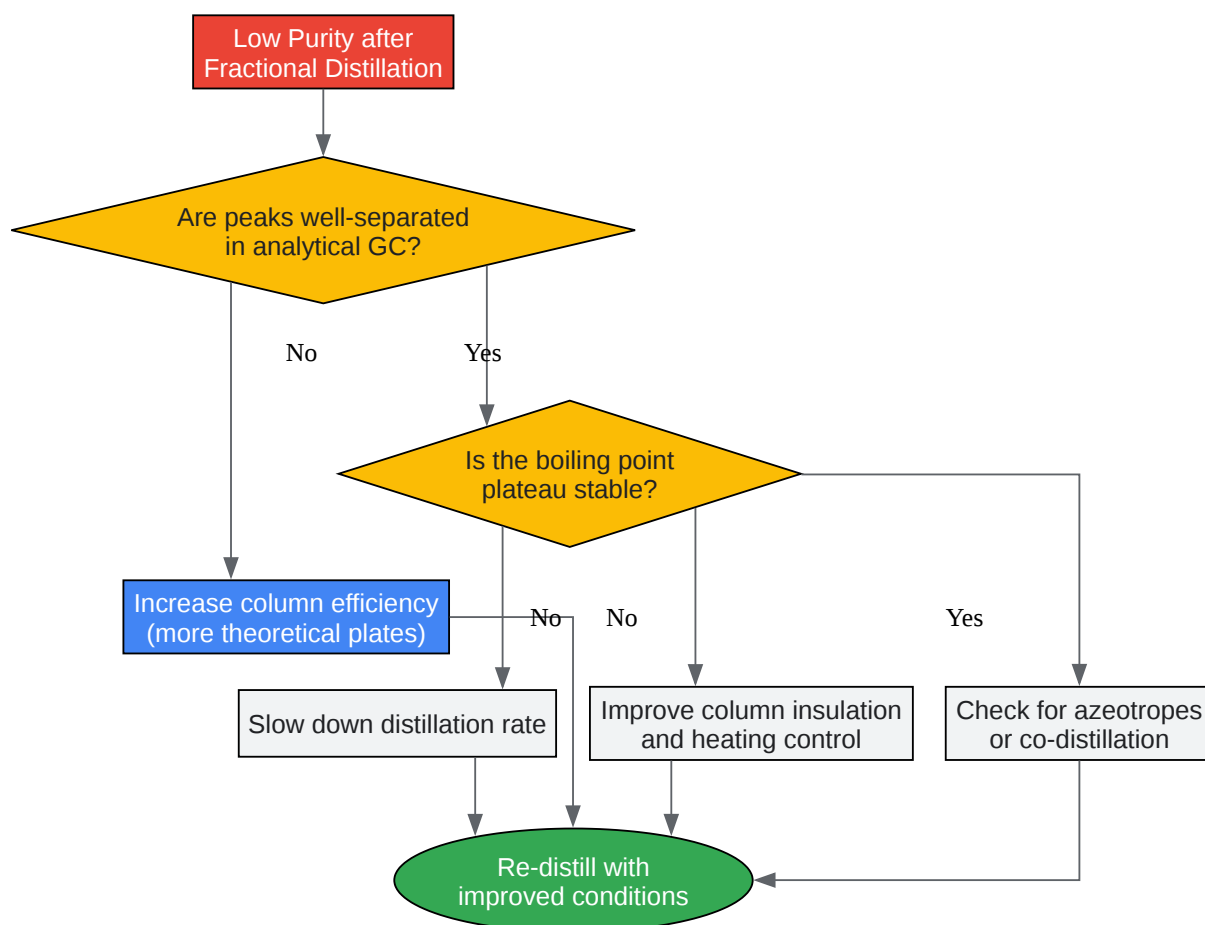 Low Purity after
Fractional Distillation
Are peaks well-separated
in analytical GC?
No
Yes
Is the boiling point
plateau stable?
Increase column efficiency
(more theoretical plates)
No
No
Yes
Slow down distillation rate
Improve column insulation
and heating control
Check for azeotropes
or co-distillation
Re-distill with
improved conditions